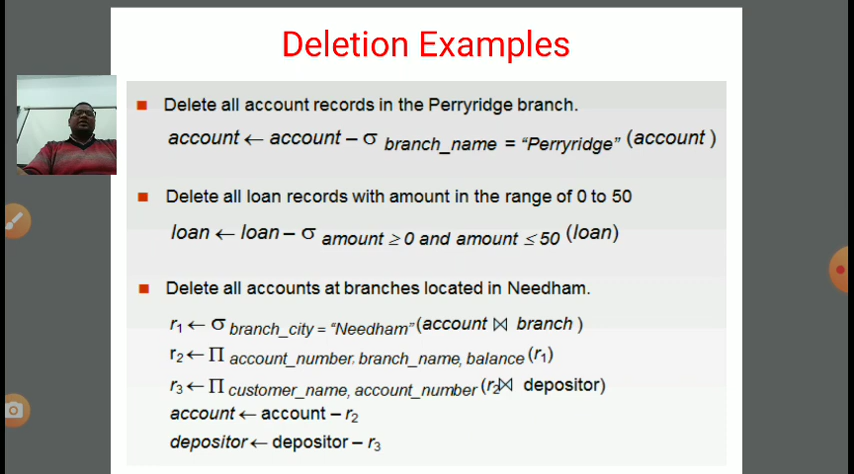 Deletion Examples
Delete all account records in the Perryridge branch.
account ← account – σ branch_name = “Perryridge” (account )
Delete all loan records with amount in the range of 0 to 50
loan ← loan – σ amount ≥ 0 and amount ≤ 50 (loan)
Delete all accounts at branches located in Needham.
r1 ← σ branch_city = “Needham” (account ⋈ branch )
r2 ← Π account_number, branch_name, balance (r1)
r3 ← Π customer_name, account_number (r2 ⋈ depositor)
account ← account – r2
depositor ← depositor – r3